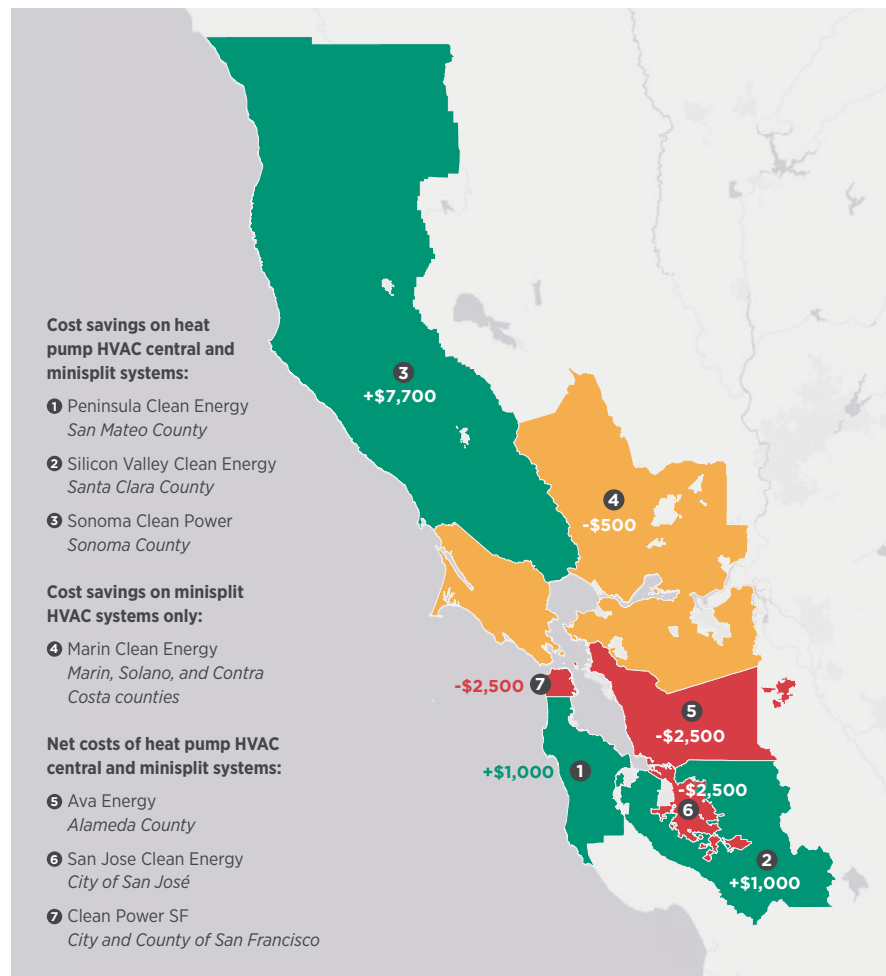 Cost savings on heat
pump HVAC central and
minisplit systems:
1 Peninsula Clean Energy
San Mateo County
2 Silicon Valley Clean Energy
Santa Clara County
3 Sonoma Clean Power
Sonoma County
Cost savings on minisplit
HVAC systems only:
4 Marin Clean Energy
Marin, Solano, and Contra
Costa counties
Net costs of heat pump HVAC
central and minisplit systems:
5 Ava Energy
Alameda County
6 San Jose Clean Energy
City of San José
7 Clean Power SF
City and County of San Francisco
3
+$7,700
4
-$500
-$2,500 7
5
-$2,500
+$1,000 1
-$2,500
6
2
+$1,000